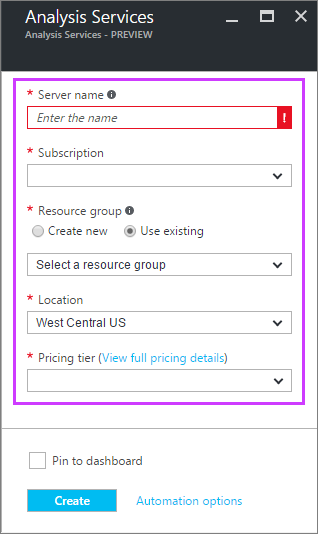 Analysis Services
Analysis Services - PREVIEW
* Server name
Enter the name
* Subscription
* Resource group
Create new Use existing
Select a resource group
* Location
West Central US
* Pricing tier (View full pricing details)
Pin to dashboard
Create Automation options